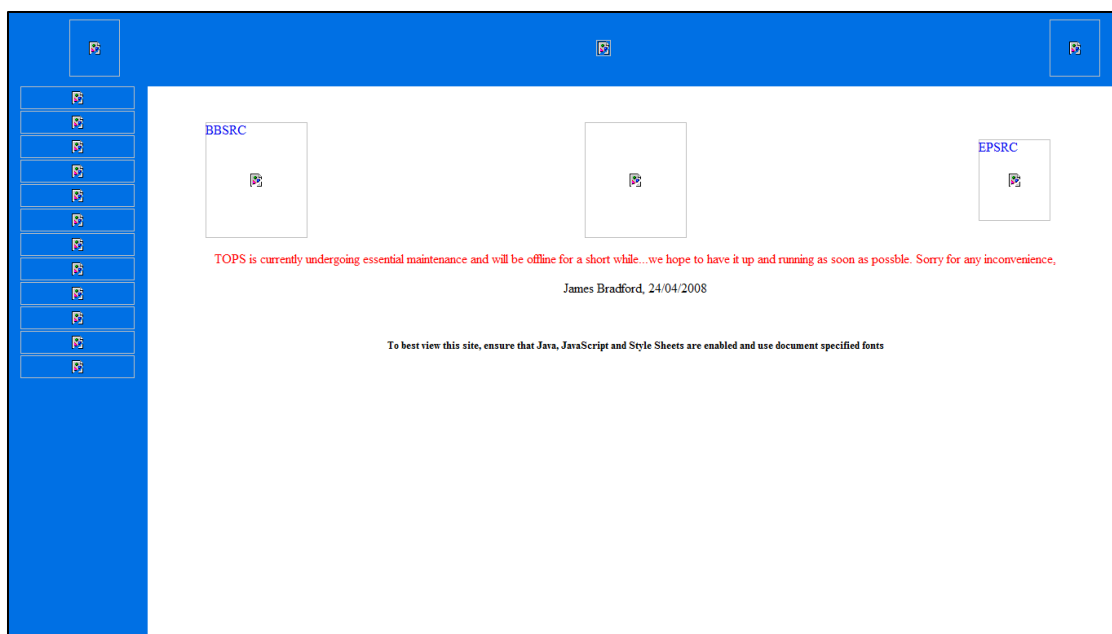 BBSRC
EPSRC
TOPS is currently undergoing essential maintenance and will be offline for a short while...we hope to have it up and running as soon as possble. Sorry for any inconvenience,
James Bradford, 24/04/2008
To best view this site, ensure that Java, JavaScript and Style Sheets are enabled and use document specified fonts